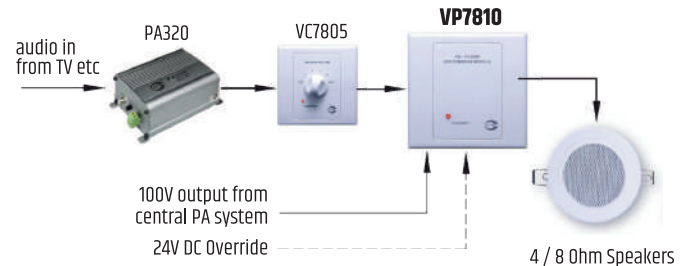 VP7810
PA320
VC7805
audio in
from TV etc
100V output from
central PA system
24V DC Override
4 / 8 Ohm Speakers